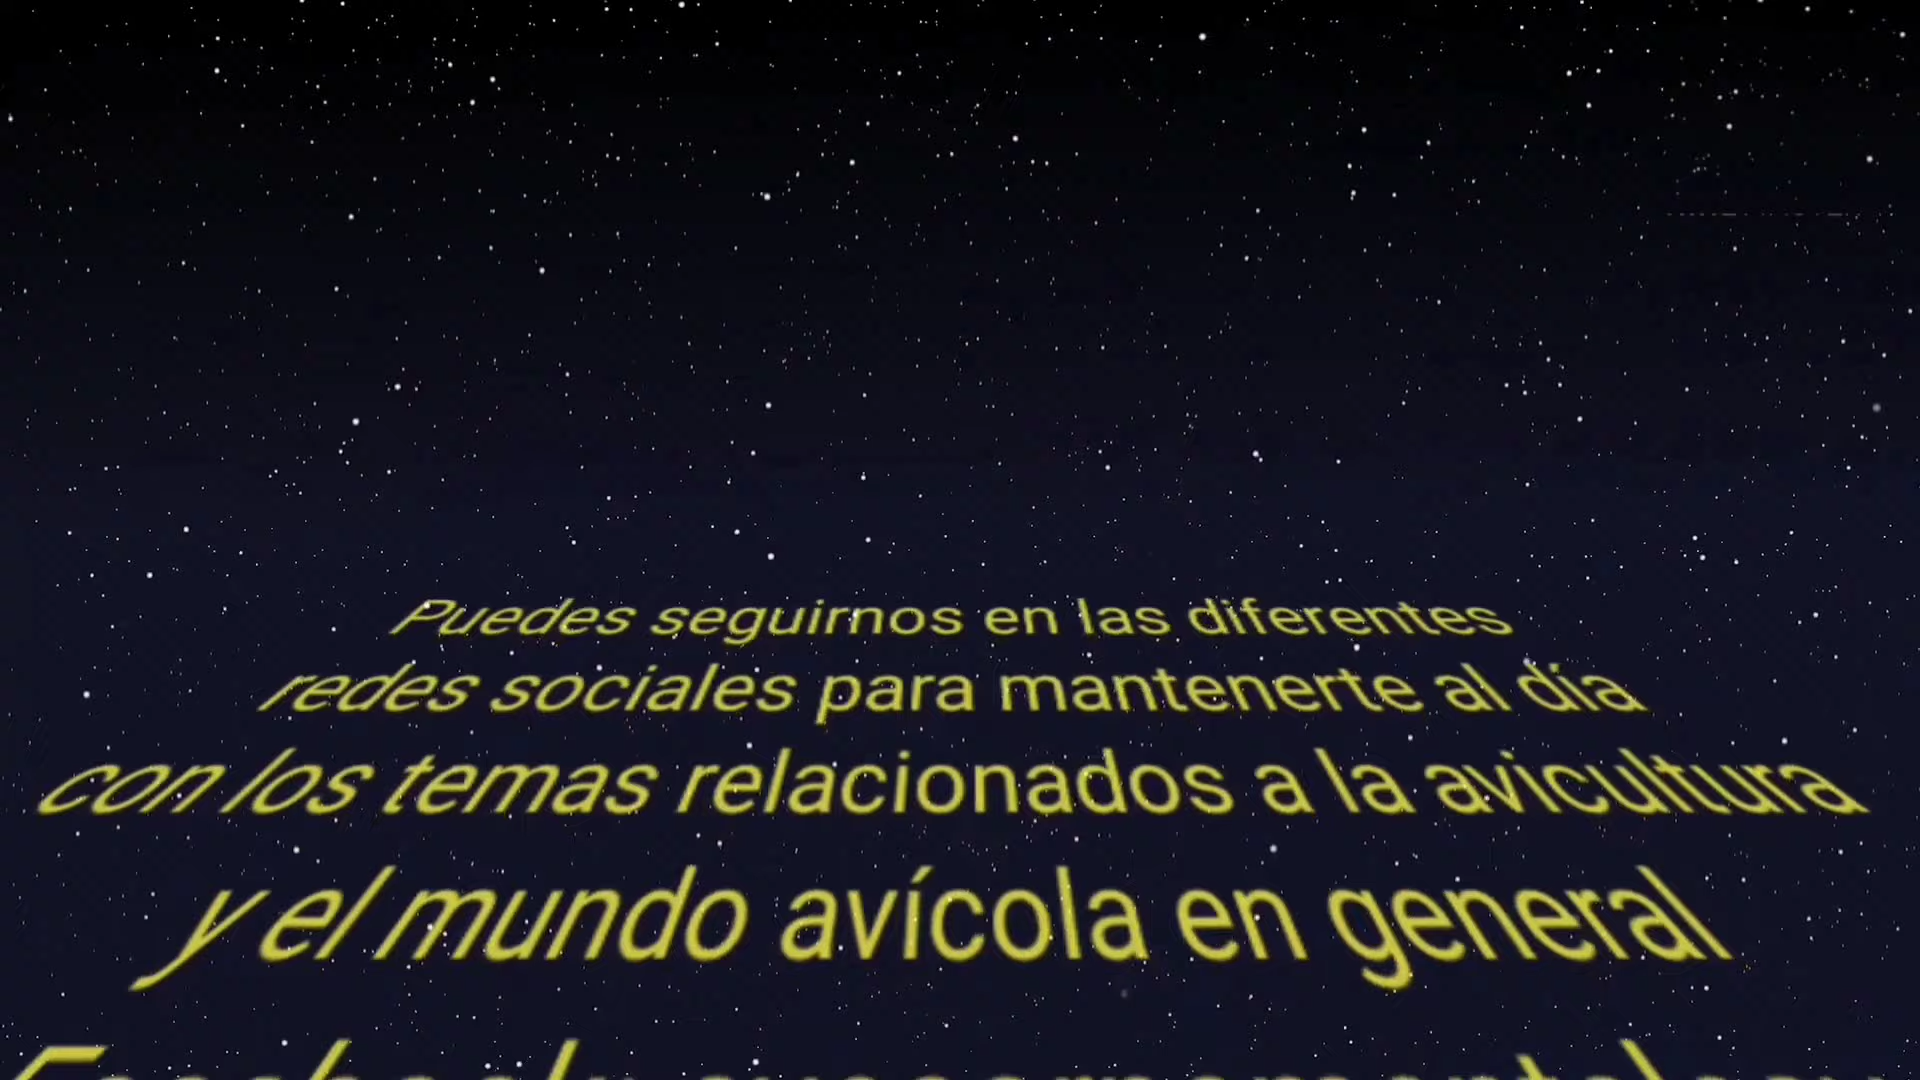 Puedes seguirnos en las diferentes
redes sociales para mantenerte al día
con los temas relacionados a la avicultura
y el mundo avícola en general